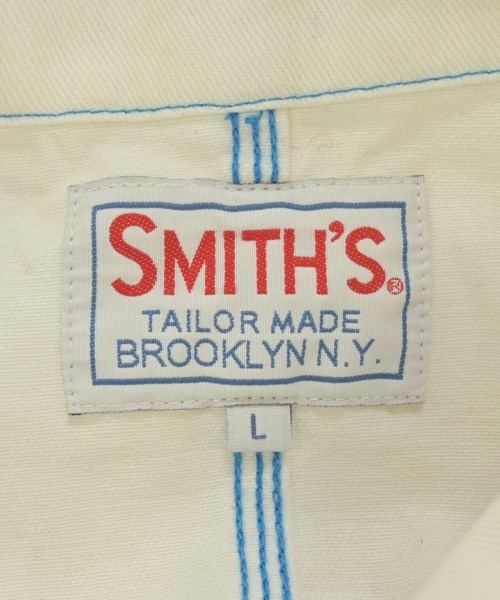 SMITH'S®
TAILOR MADE
BROOKLYN N.Y.
L